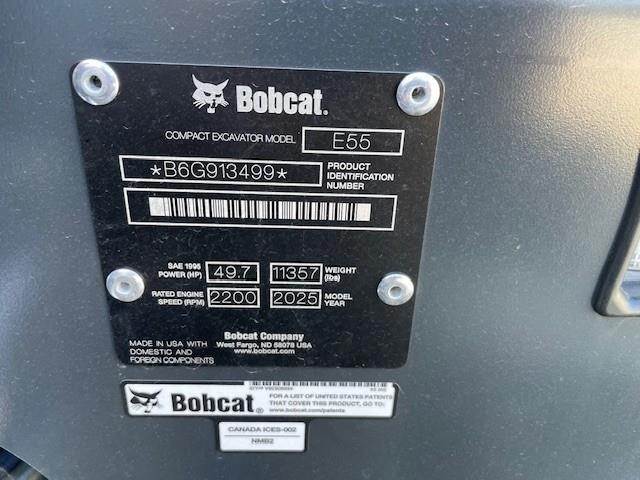 Bobcat.
COMPACT EXCAVATOR MODEL E55
*B6G913499* PRODUCT IDENTIFICATION NUMBER
SAE 1995 POWER (HP) 49.7 11357 WEIGHT (lbs)
RATED ENGINE SPEED (RPM) 2200 2025 MODEL YEAR
Bobcat Company
West Fargo, ND 58078 USA
www.bobcat.com
MADE IN USA WITH
DOMESTIC AND
FOREIGN COMPONENTS
Bobcat®
FOR A LIST OF UNITED STATES PATENTS
THAT COVER THIS PRODUCT, GO TO:
www.bobcat.com/patents
CANADA ICES-002
NMB2